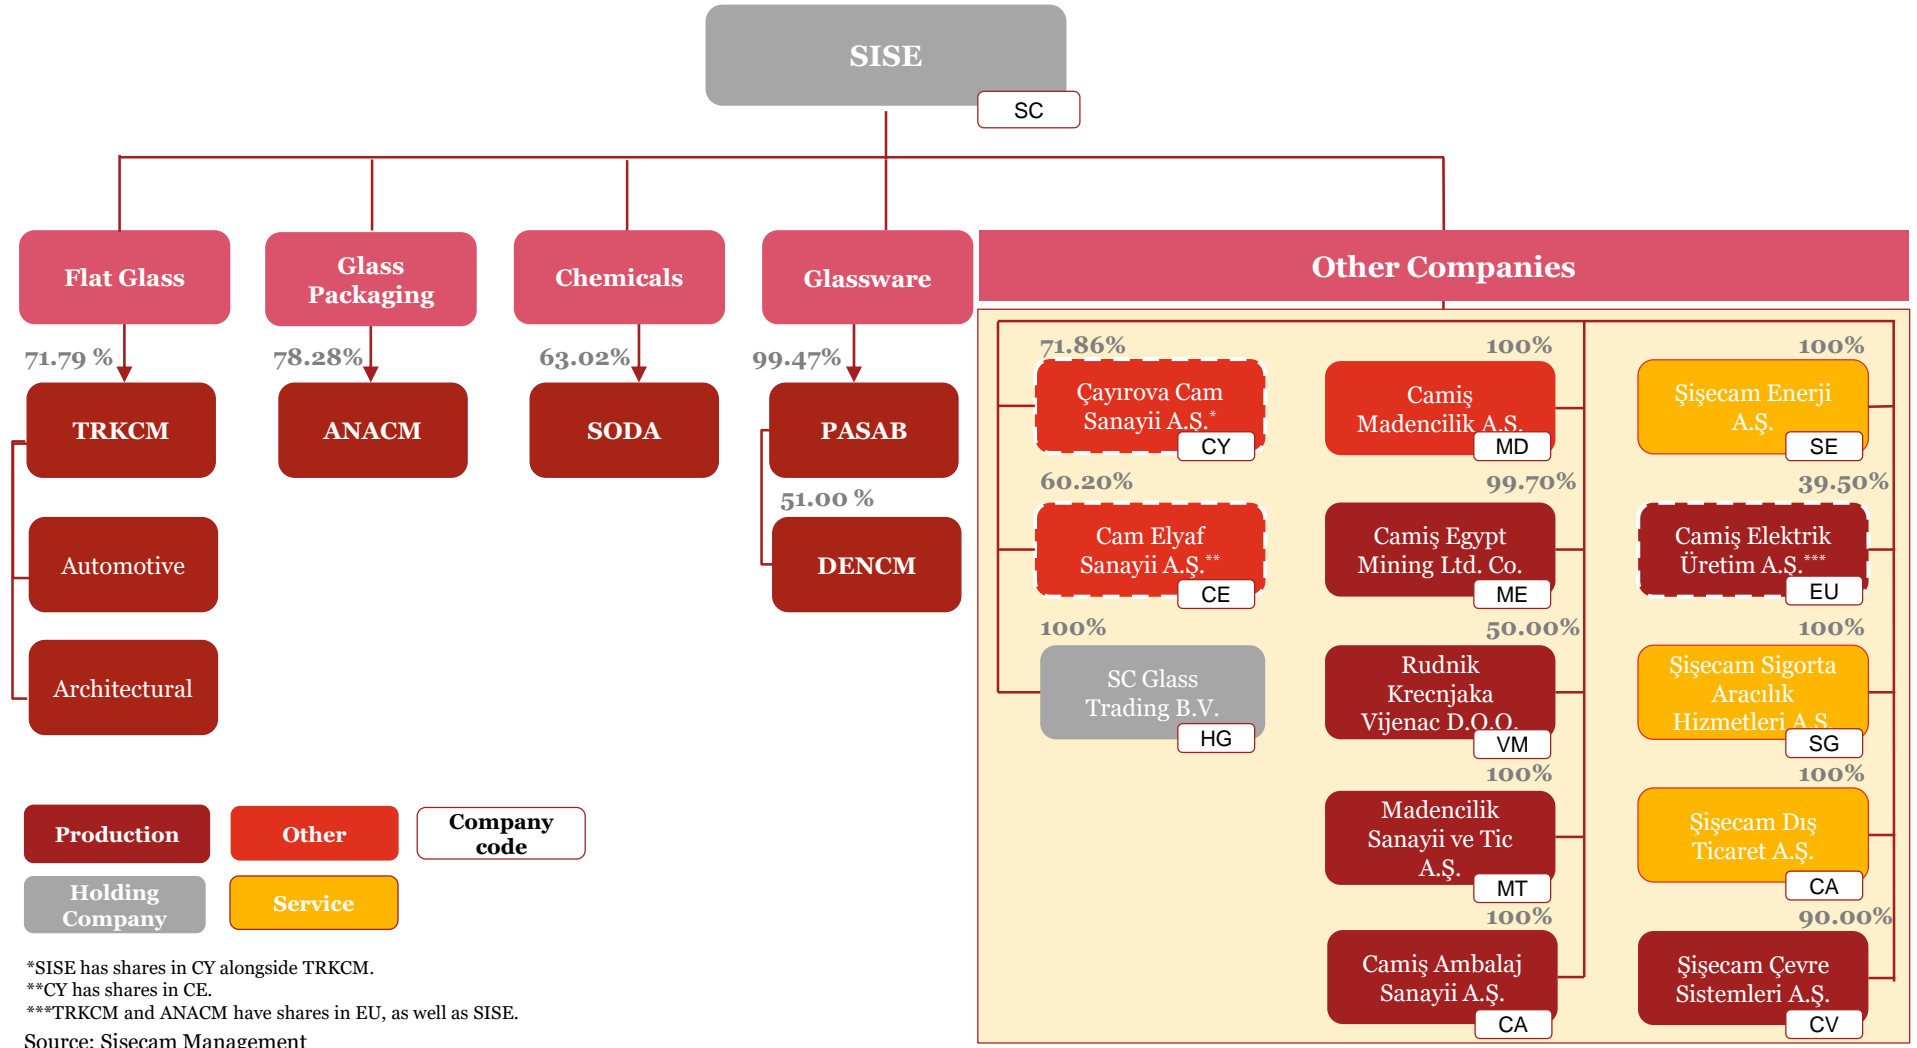 SISE
SC
Flat Glass
Glass
Packaging
Chemicals
Glassware
Other Companies
71.79 %
78.28%
63.02%
99.47%
TRKCM
ANACM
SODA
PASAB
51.00 %
Automotive
DENCM
Architectural
71.86%
Çayırova Cam
Sanayii A.Ş.*
CY
60.20%
Cam Elyaf
Sanayii A.Ş.**
CE
100%
SC Glass
Trading B.V.
HG
100%
Camiş
Madencilik A.Ş.
MD
99.70%
Camiş Egypt
Mining Ltd. Co.
ME
50.00%
Rudnik
Krecnjaka
Vijenac D.O.O.
VM
100%
Madencilik
Sanayii ve Tic
A.Ş.
MT
100%
Camiş Ambalaj
Sanayii A.Ş.
CA
100%
Şişecam Enerji
A.Ş.
SE
39.50%
Camiş Elektrik
Üretim A.Ş.***
EU
100%
Şişecam Sigorta
Aracılık
Hizmetleri A.Ş.
SG
100%
Şişecam Dış
Ticaret A.Ş.
CA
90.00%
Şişecam Çevre
Sistemleri A.Ş.
CV
Production
Other
Company
code
Holding
Company
Service
*SISE has shares in CY alongside TRKCM.
**CY has shares in CE.
***TRKCM and ANACM have shares in EU, as well as SISE.
Source: Sisecam Management